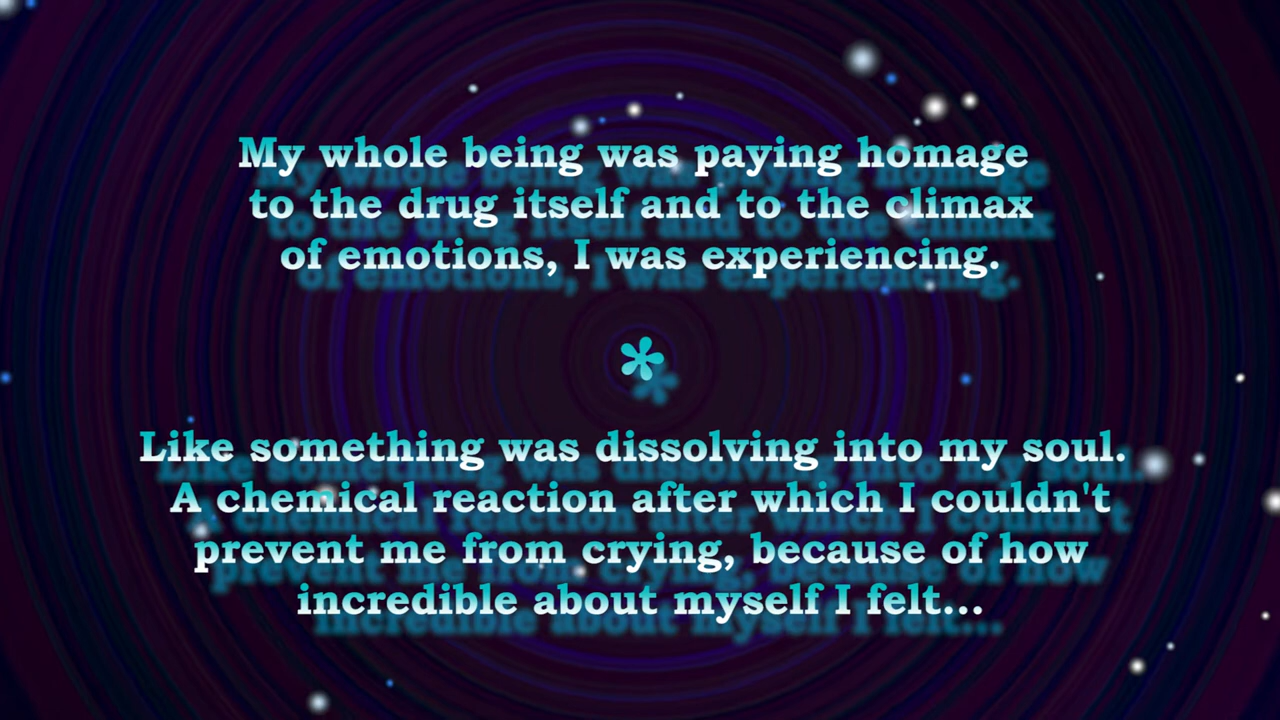 My whole being was paying homage
to the drug itself and to the climax
of emotions, I was experiencing.
*
Like something was dissolving into my soul.
A chemical reaction after which I couldn't
prevent me from crying, because of how
incredible about myself I felt...